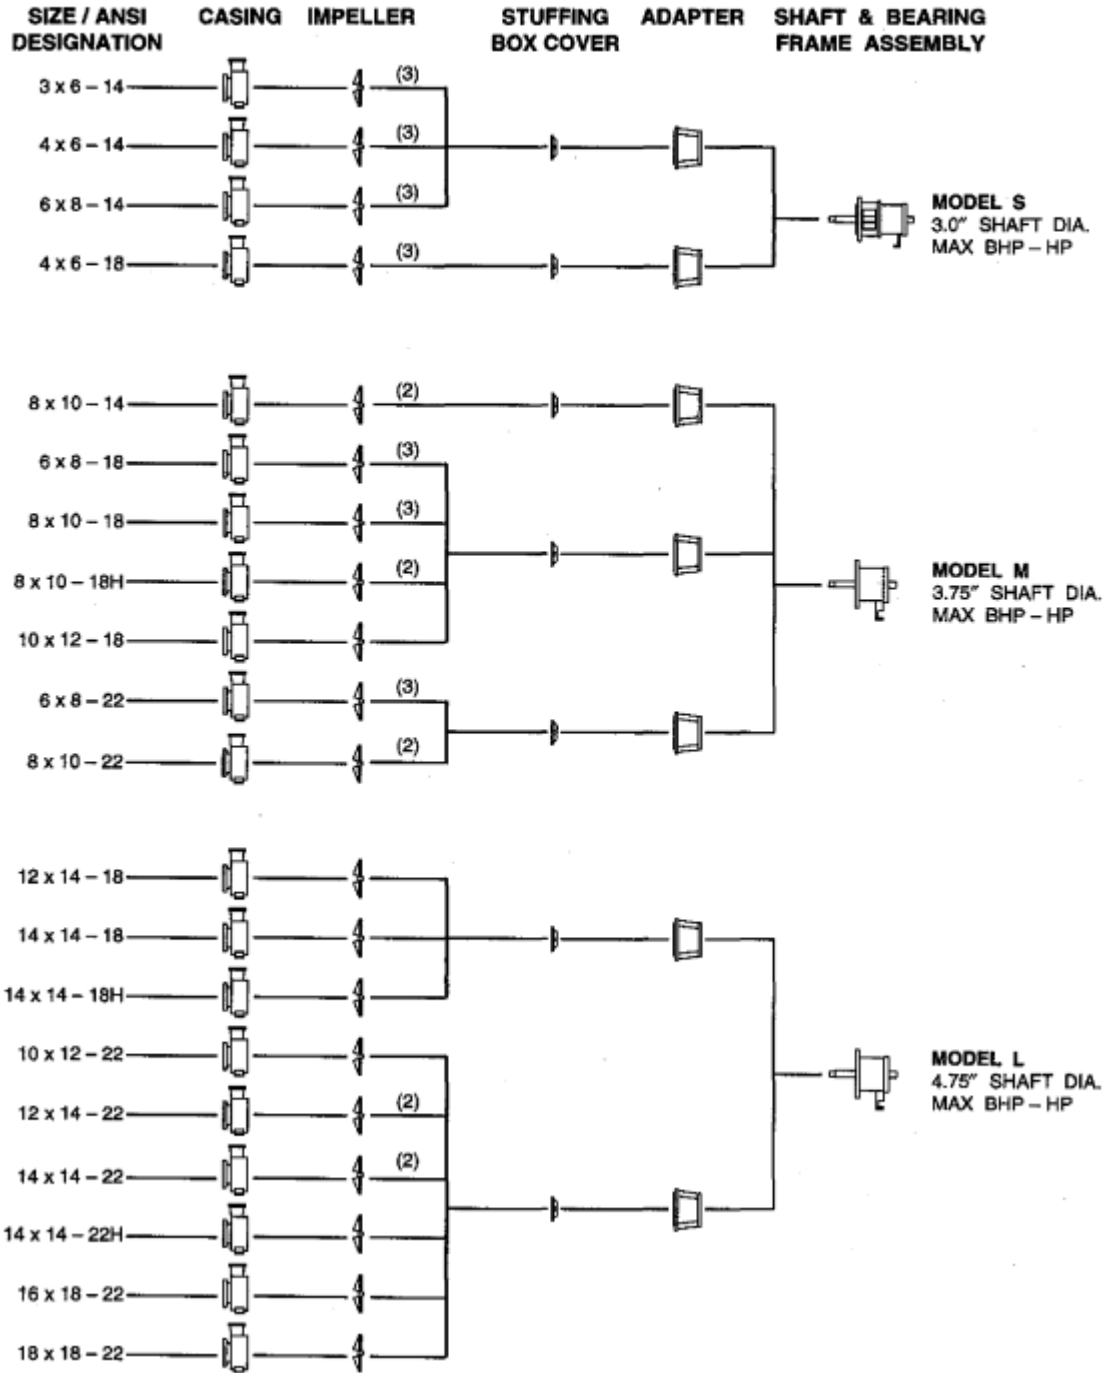 SIZE / ANSI DESIGNATION
CASING
IMPELLER
STUFFING BOX COVER
ADAPTER
SHAFT & BEARING FRAME ASSEMBLY
3 x 6 – 14 (3)
4 x 6 – 14 (3)
6 x 8 – 14 (3)
4 x 6 – 18 (3)
MODEL S
3.0" SHAFT DIA.
MAX BHP – HP
8 x 10 – 14 (2)
6 x 8 – 18 (3)
8 x 10 – 18 (3)
8 x 10 – 18H (2)
10 x 12 – 18
6 x 8 – 22 (3)
8 x 10 – 22 (2)
MODEL M
3.75" SHAFT DIA.
MAX BHP – HP
12 x 14 – 18
14 x 14 – 18
14 x 14 – 18H
10 x 12 – 22
12 x 14 – 22 (2)
14 x 14 – 22 (2)
14 x 14 – 22H
16 x 18 – 22
18 x 18 – 22
MODEL L
4.75" SHAFT DIA.
MAX BHP – HP